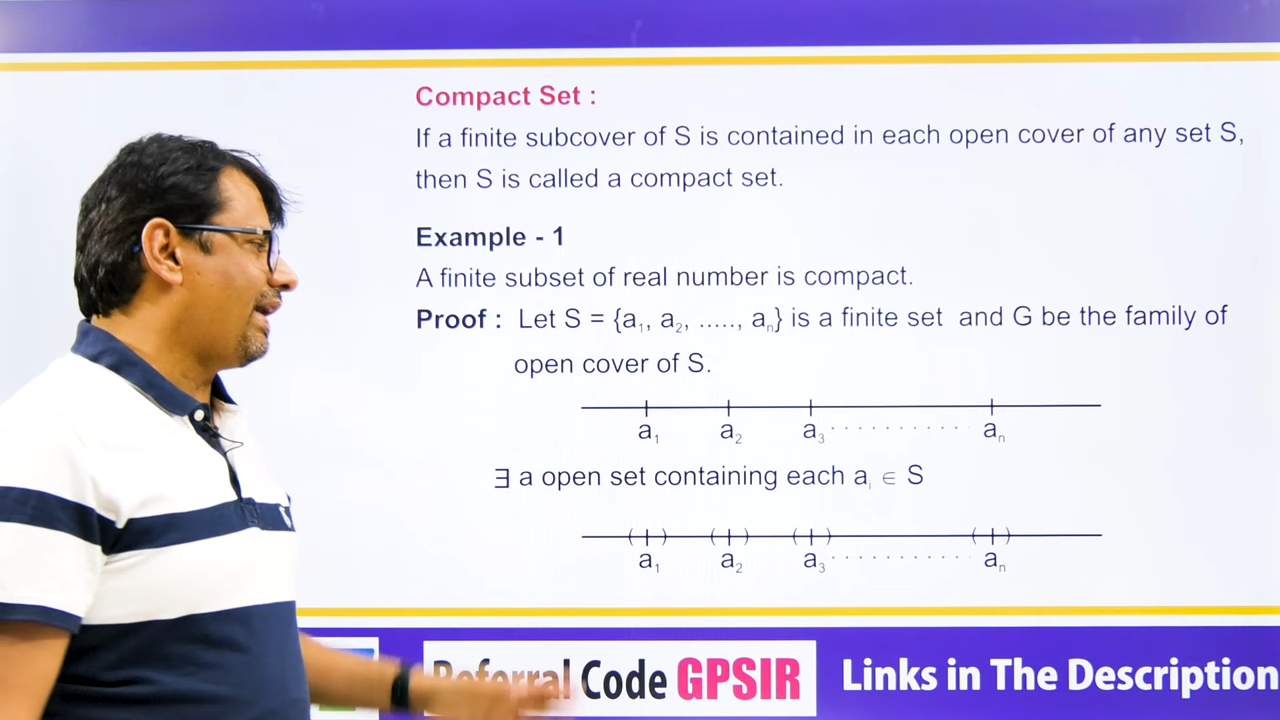 Compact Set :
If a finite subcover of S is contained in each open cover of any set S,
then S is called a compact set.
Example - 1
A finite subset of real number is compact.
Proof : Let S = {a₁, a₂, ....., aₙ} is a finite set and G be the family of
open cover of S.
a₁ a₂ a₃ . . . . . . . . . . . aₙ
∃ a open set containing each aᵢ ∈ S
( ) ( ) ( ) ( )
a₁ a₂ a₃ . . . . . . . . . . . aₙ
Referral Code GPSIR Links in The Description